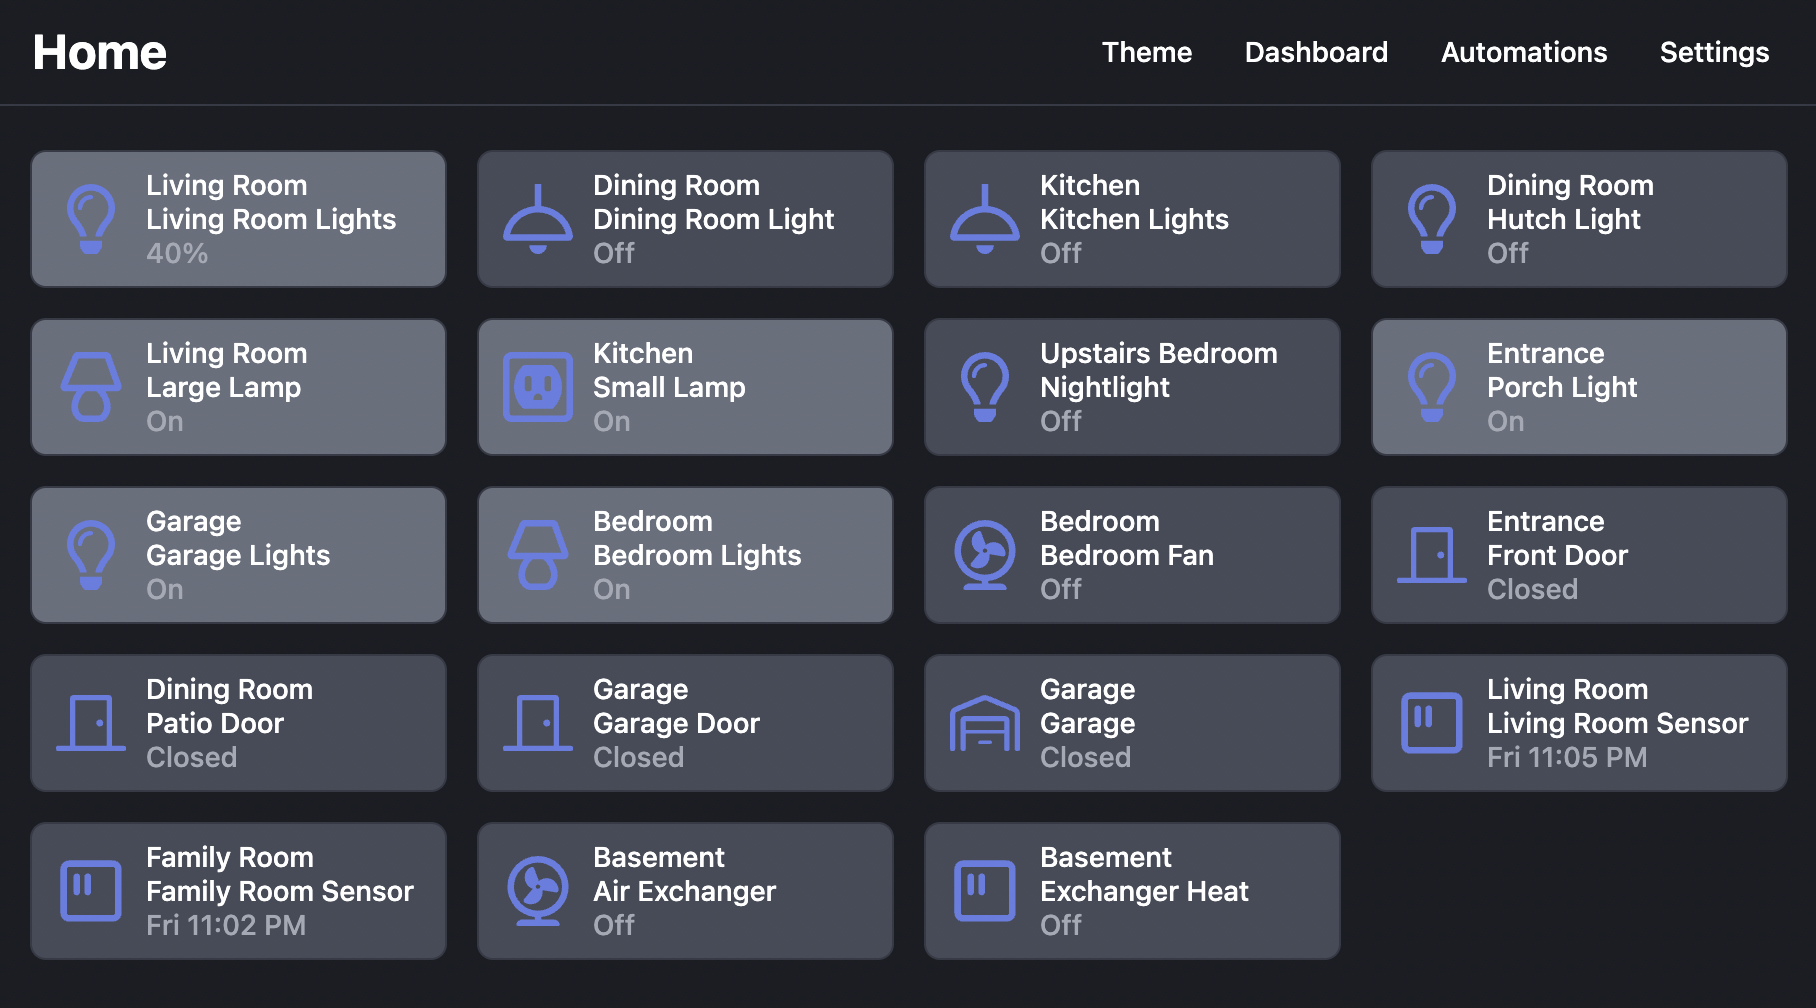 Home
Theme
Dashboard
Automations
Settings
Living Room
Living Room Lights
40%
Dining Room
Dining Room Light
Off
Kitchen
Kitchen Lights
Off
Dining Room
Hutch Light
Off
Living Room
Large Lamp
On
Kitchen
Small Lamp
On
Upstairs Bedroom
Nightlight
Off
Entrance
Porch Light
On
Garage
Garage Lights
On
Bedroom
Bedroom Lights
On
Bedroom
Bedroom Fan
Off
Entrance
Front Door
Closed
Dining Room
Patio Door
Closed
Garage
Garage Door
Closed
Garage
Garage
Closed
Living Room
Living Room Sensor
Fri 11:05 PM
Family Room
Family Room Sensor
Fri 11:02 PM
Basement
Air Exchanger
Off
Basement
Exchanger Heat
Off